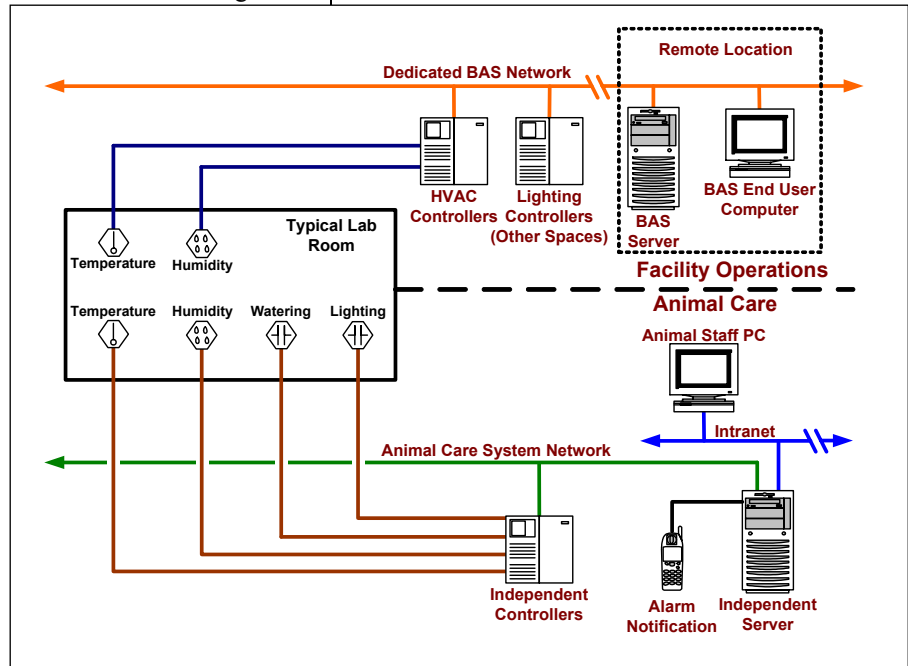 Remote Location
Dedicated BAS Network
HVAC
Controllers
Lighting
Controllers
(Other Spaces)
BAS
Server
BAS End User
Computer
Typical Lab
Room
Temperature
Humidity
Facility Operations
Animal Care
Temperature
Humidity
Watering
Lighting
Animal Staff PC
Intranet
Animal Care System Network
Independent
Controllers
Alarm
Notification
Independent
Server